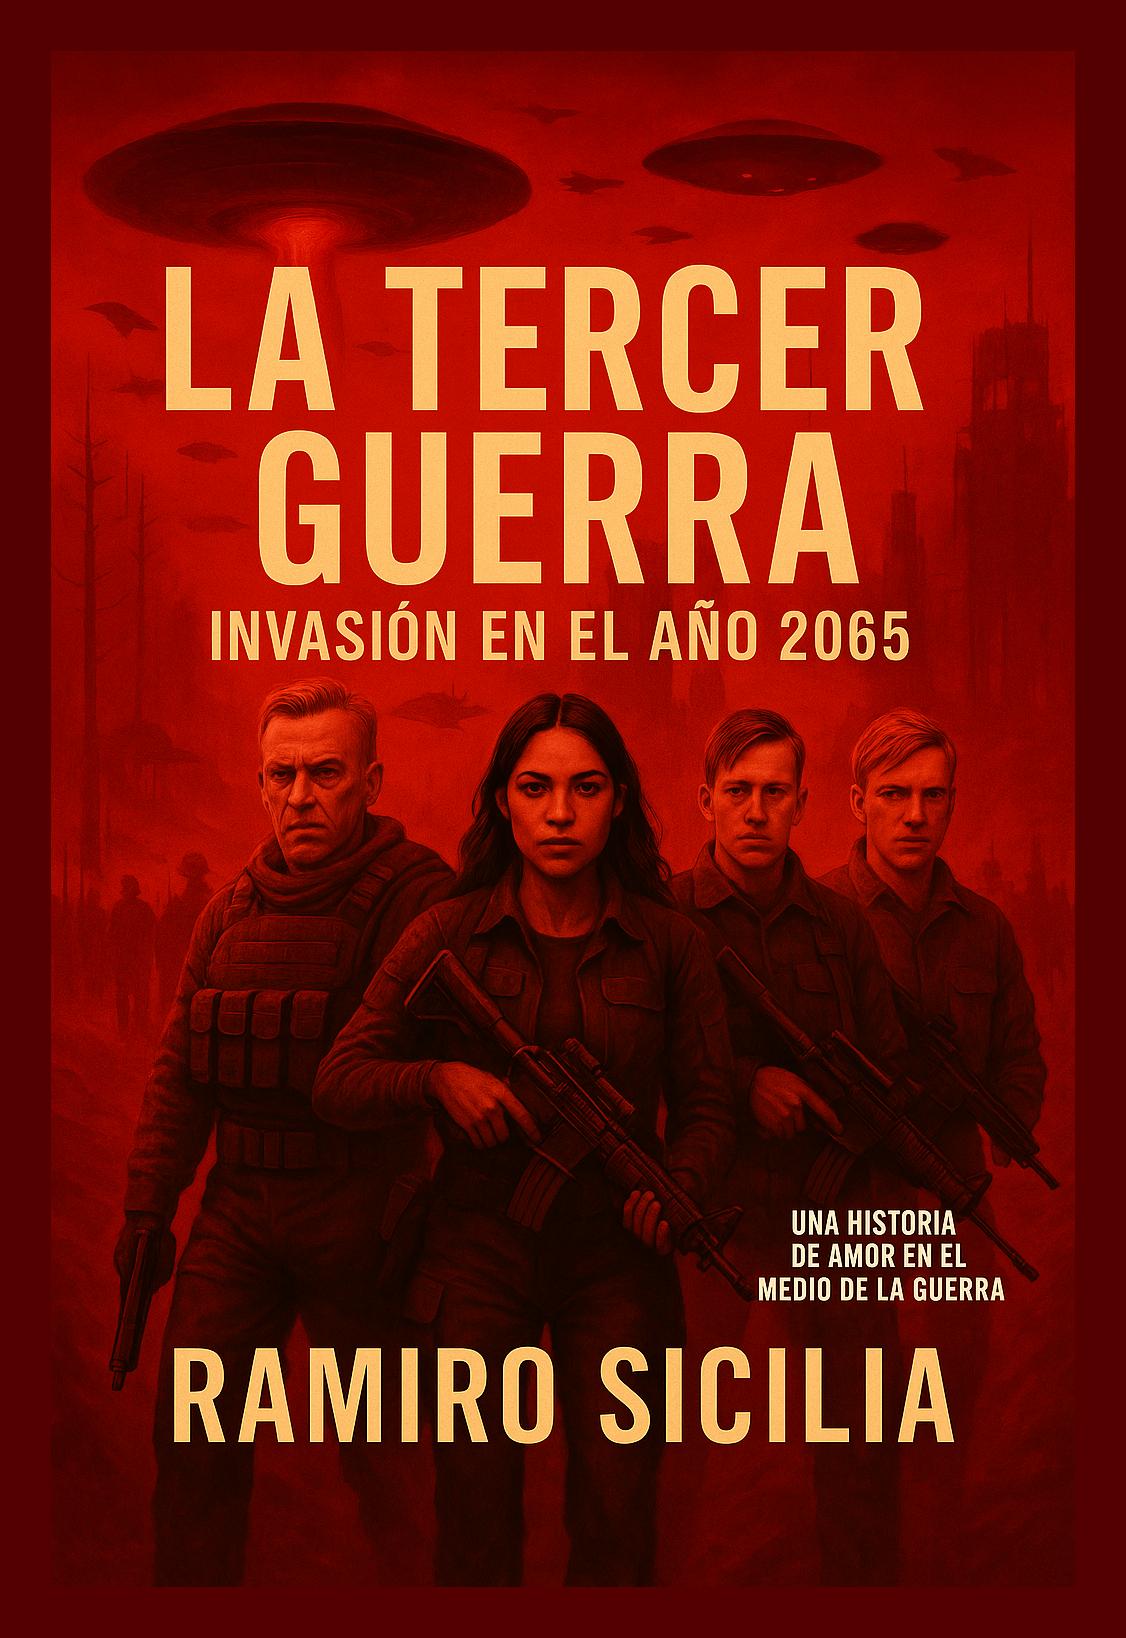 LA TERCER
GUERRA
INVASIÓN EN EL AÑO 2065
UNA HISTORIA
DE AMOR EN EL
MEDIO DE LA GUERRA
RAMIRO SICILIA